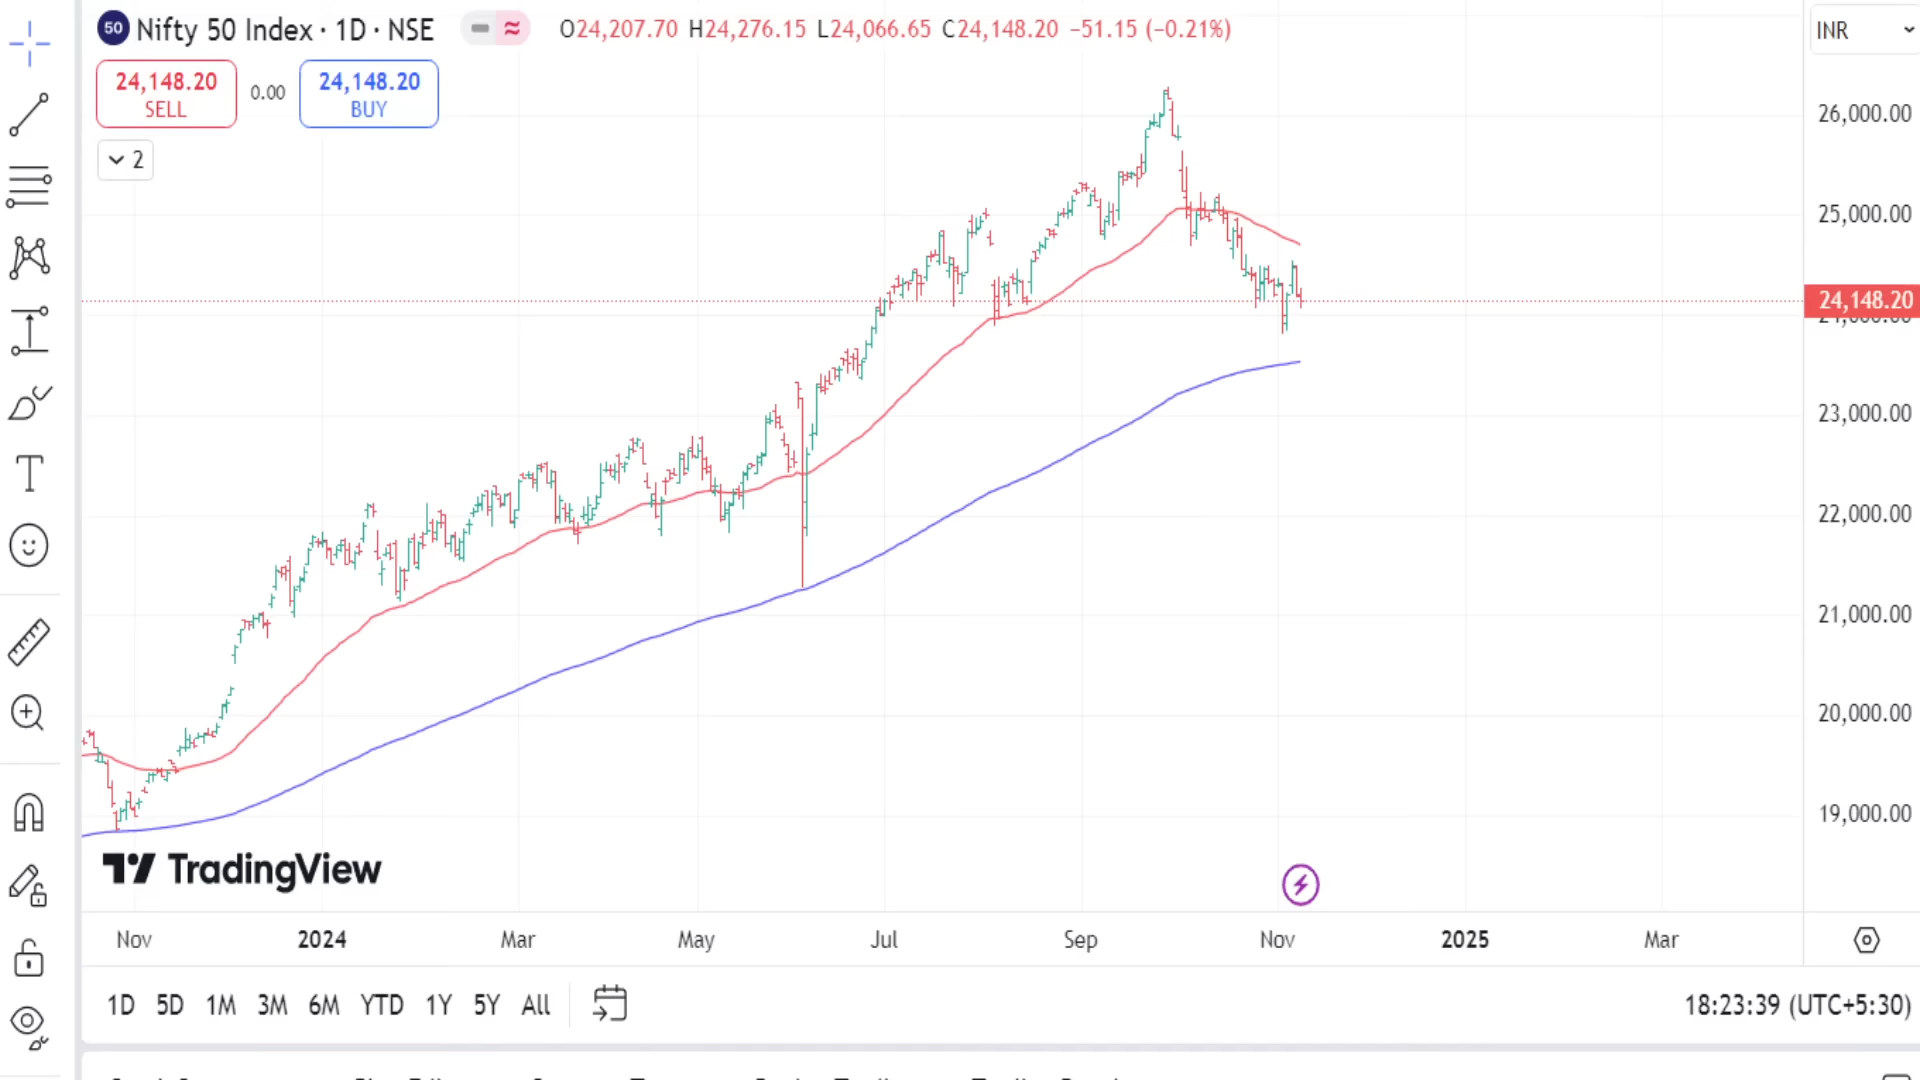 50 Nifty 50 Index · 1D · NSE
O24,207.70 H24,276.15 L24,066.65 C24,148.20 −51.15 (−0.21%)
INR
24,148.20
SELL
0.00
24,148.20
BUY
2
26,000.00
25,000.00
24,148.20
24,000.00
23,000.00
22,000.00
21,000.00
20,000.00
19,000.00
TradingView
Nov 2024 Mar May Jul Sep Nov 2025 Mar
1D 5D 1M 3M 6M YTD 1Y 5Y All
18:23:39 (UTC+5:30)